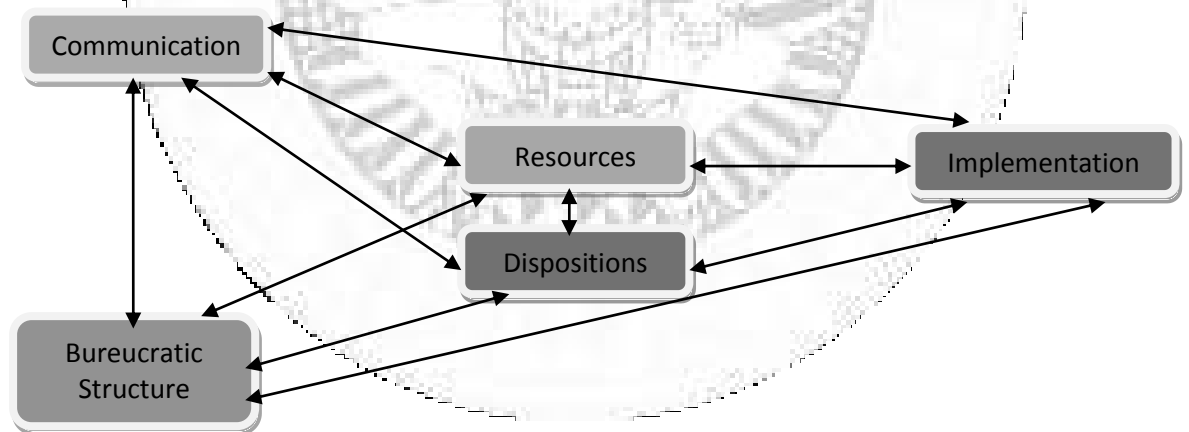 Communication
Resources
Implementation
Dispositions
Bureucratic
Structure